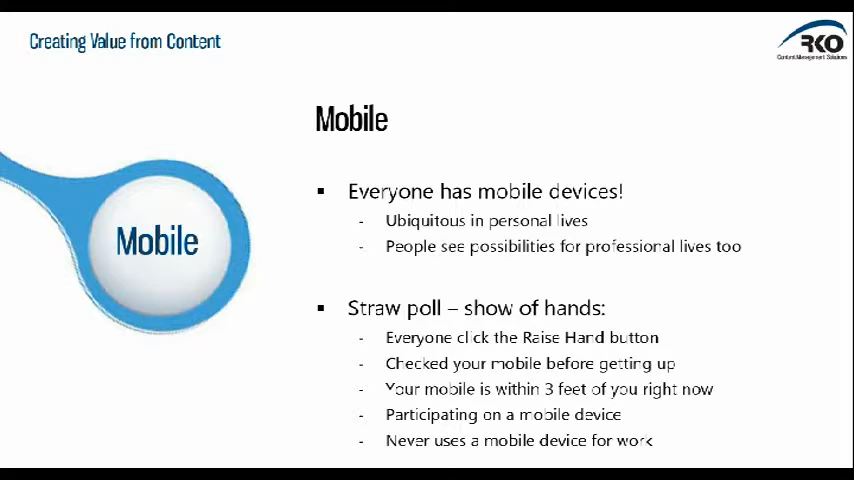 Creating Value from Content
RKO
Content Management Solutions
Mobile
Mobile
▪ Everyone has mobile devices!
- Ubiquitous in personal lives
- People see possibilities for professional lives too
▪ Straw poll – show of hands:
- Everyone click the Raise Hand button
- Checked your mobile before getting up
- Your mobile is within 3 feet of you right now
- Participating on a mobile device
- Never uses a mobile device for work